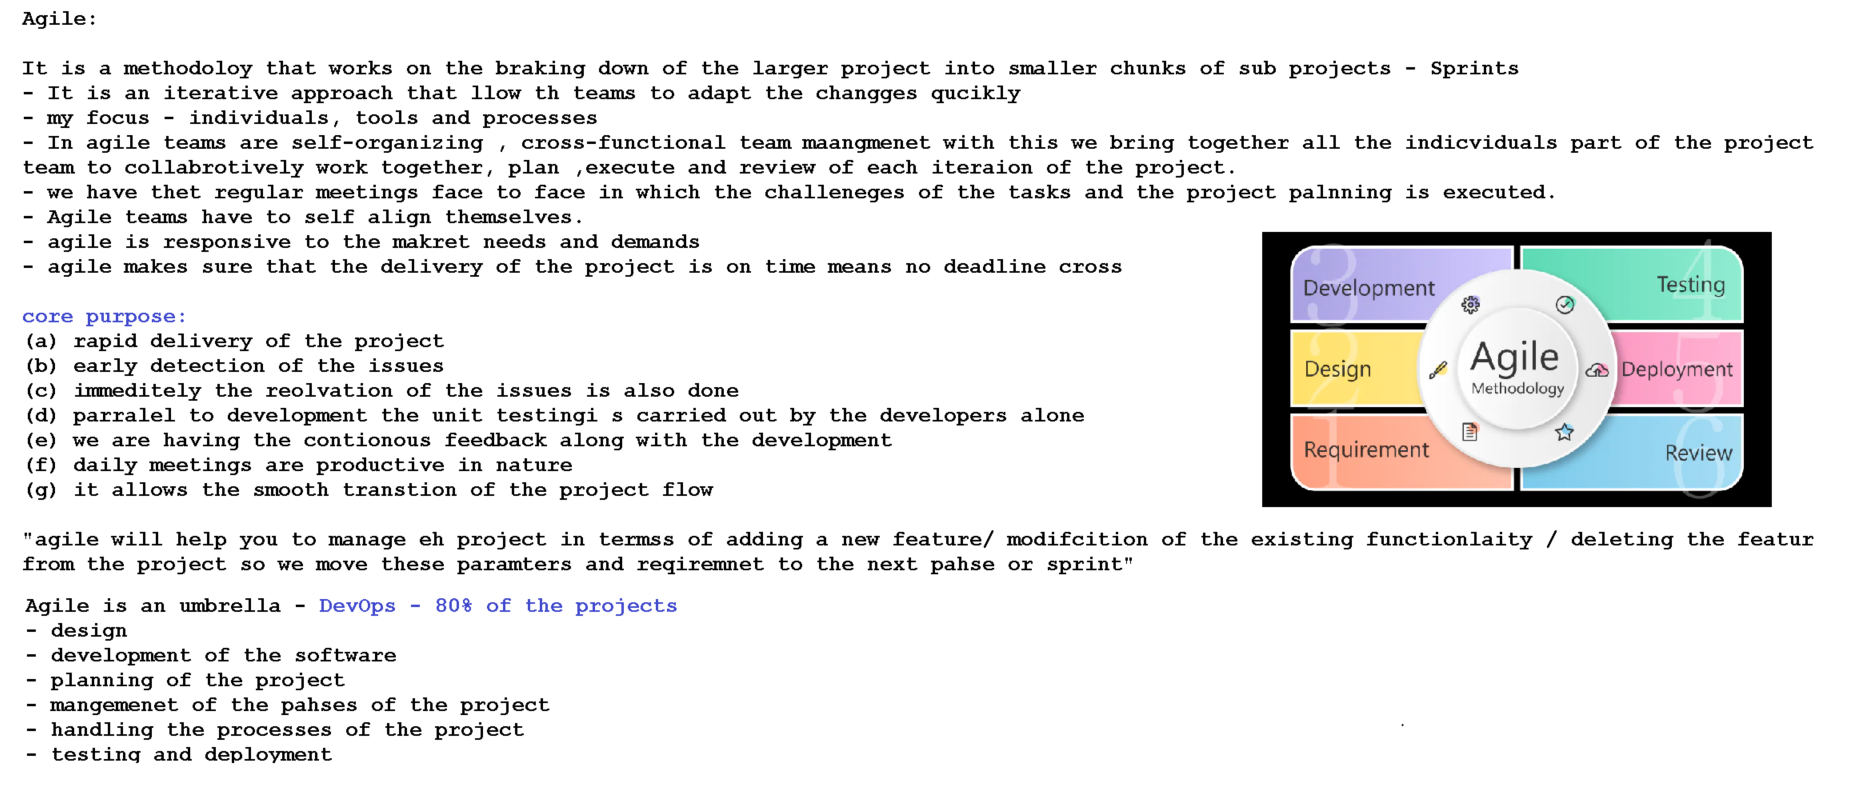 Agile:
It is a methodoloy that works on the braking down of the larger project into smaller chunks of sub projects - Sprints
- It is an iterative approach that llow th teams to adapt the changges qucikly
- my focus - individuals, tools and processes
- In agile teams are self-organizing , cross-functional team maangmenet with this we bring together all the indicviduals part of the project
team to collabrotively work together, plan ,execute and review of each iteraion of the project.
- we have thet regular meetings face to face in which the challeneges of the tasks and the project palnning is executed.
- Agile teams have to self align themselves.
- agile is responsive to the makret needs and demands
- agile makes sure that the delivery of the project is on time means no deadline cross
core purpose:
(a) rapid delivery of the project
(b) early detection of the issues
(c) immeditely the reolvation of the issues is also done
(d) parralel to development the unit testingi s carried out by the developers alone
(e) we are having the contionous feedback along with the development
(f) daily meetings are productive in nature
(g) it allows the smooth transtion of the project flow
3
Development
4
Testing
2
Design
Agile
Methodology
5
Deployment
1
Requirement
6
Review
"agile will help you to manage eh project in termss of adding a new feature/ modifcition of the existing functionlaity / deleting the featur
from the project so we move these paramters and reqiremnet to the next pahse or sprint"
Agile is an umbrella - DevOps - 80% of the projects
- design
- development of the software
- planning of the project
- mangemenet of the pahses of the project
- handling the processes of the project
- testing and deployment